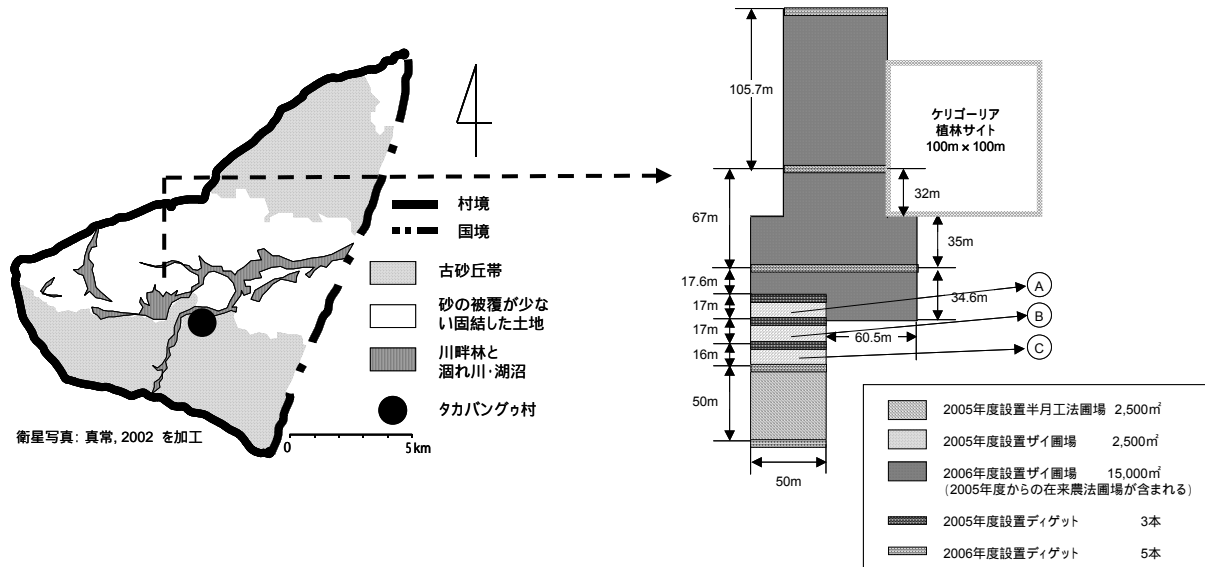 村境
国境
古砂丘帯
砂の被覆が少な
い固結した土地
川畔林と
涸れ川・湖沼
タカバングゥ村
衛星写真: 真常, 2002 を加工
0
5km
105.7m
ケリゴーリア
植林サイト
100m x 100m
32m
67m
35m
17.6m
34.6m
17m
17m
16m
60.5m
50m
50m
A
B
C
2005年度設置半月工法圃場 2,500㎡
2005年度設置ザイ圃場 2,500㎡
2006年度設置ザイ圃場 15,000㎡
(2005年度からの在来農法圃場が含まれる)
2005年度設置ディゲット 3本
2006年度設置ディゲット 5本